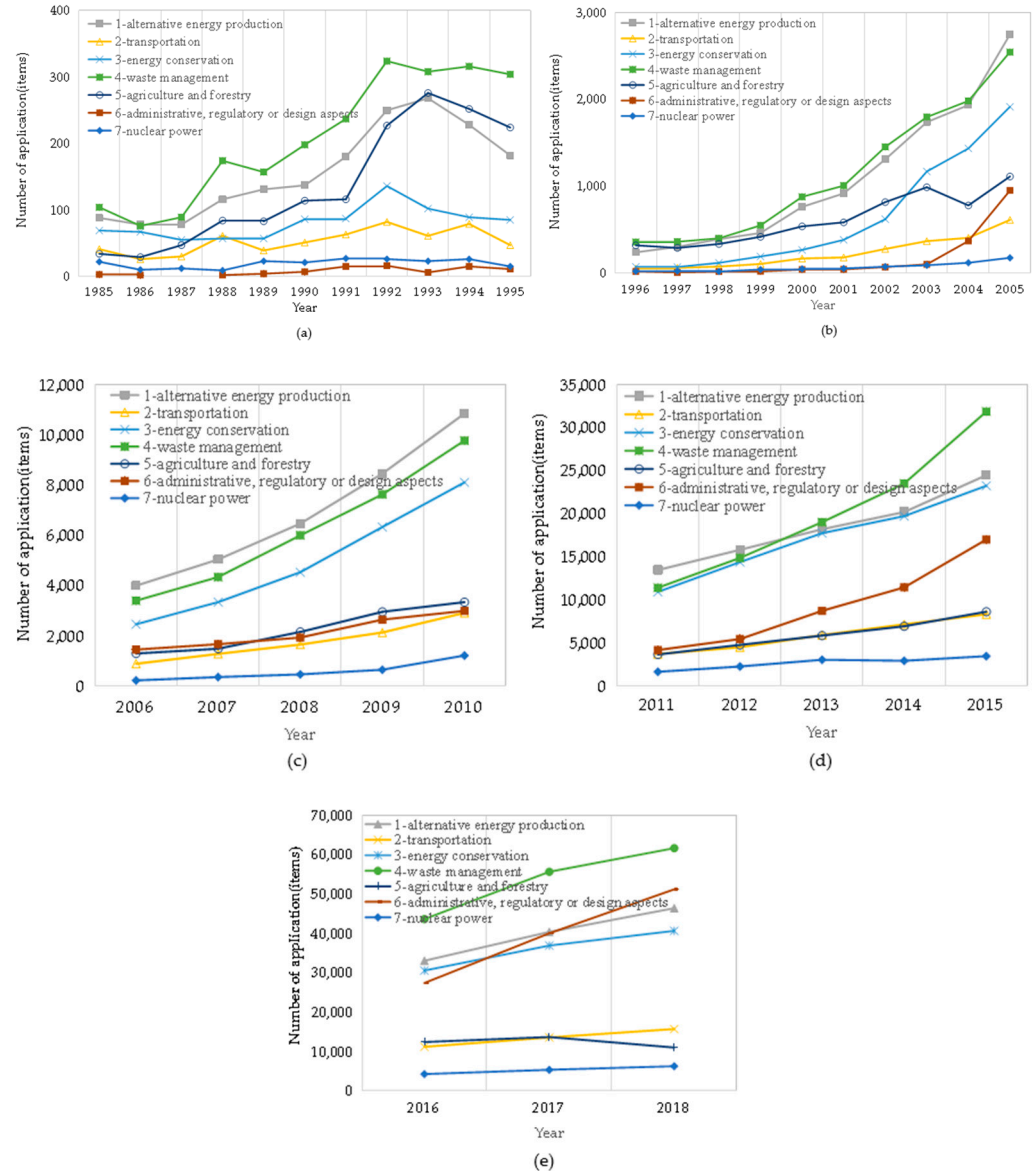 400
300
200
100
0
Number of application(items)
1-alternative energy production
2-transportation
3-energy conservation
4-waste management
5-agriculture and forestry
6-administrative, regulatory or design aspects
7-nuclear power
1985 1986 1987 1988 1989 1990 1991 1992 1993 1994 1995
Year
(a)
3,000
2,000
1,000
0
Number of application(items)
1-alternative energy production
2-transportation
3-energy conservation
4-waste management
5-agriculture and forestry
6-administrative, regulatory or design aspects
7-nuclear power
1996 1997 1998 1999 2000 2001 2002 2003 2004 2005
Year
(b)
12,000
10,000
8,000
6,000
4,000
2,000
0
Number of application(items)
1-alternative energy production
2-transportation
3-energy conservation
4-waste management
5-agriculture and forestry
6-administrative, regulatory or design aspects
7-nuclear power
2006 2007 2008 2009 2010
Year
(c)
35,000
30,000
25,000
20,000
15,000
10,000
5,000
0
Number of application(items)
1-alternative energy production
2-transportation
3-energy conservation
4-waste management
5-agriculture and forestry
6-administrative, regulatory or design aspects
7-nuclear power
2011 2012 2013 2014 2015
Year
(d)
70,000
60,000
50,000
40,000
30,000
20,000
10,000
0
Number of application(items)
1-alternative energy production
2-transportation
3-energy conservation
4-waste management
5-agriculture and forestry
6-administrative, regulatory or design aspects
7-nuclear power
2016 2017 2018
Year
(e)